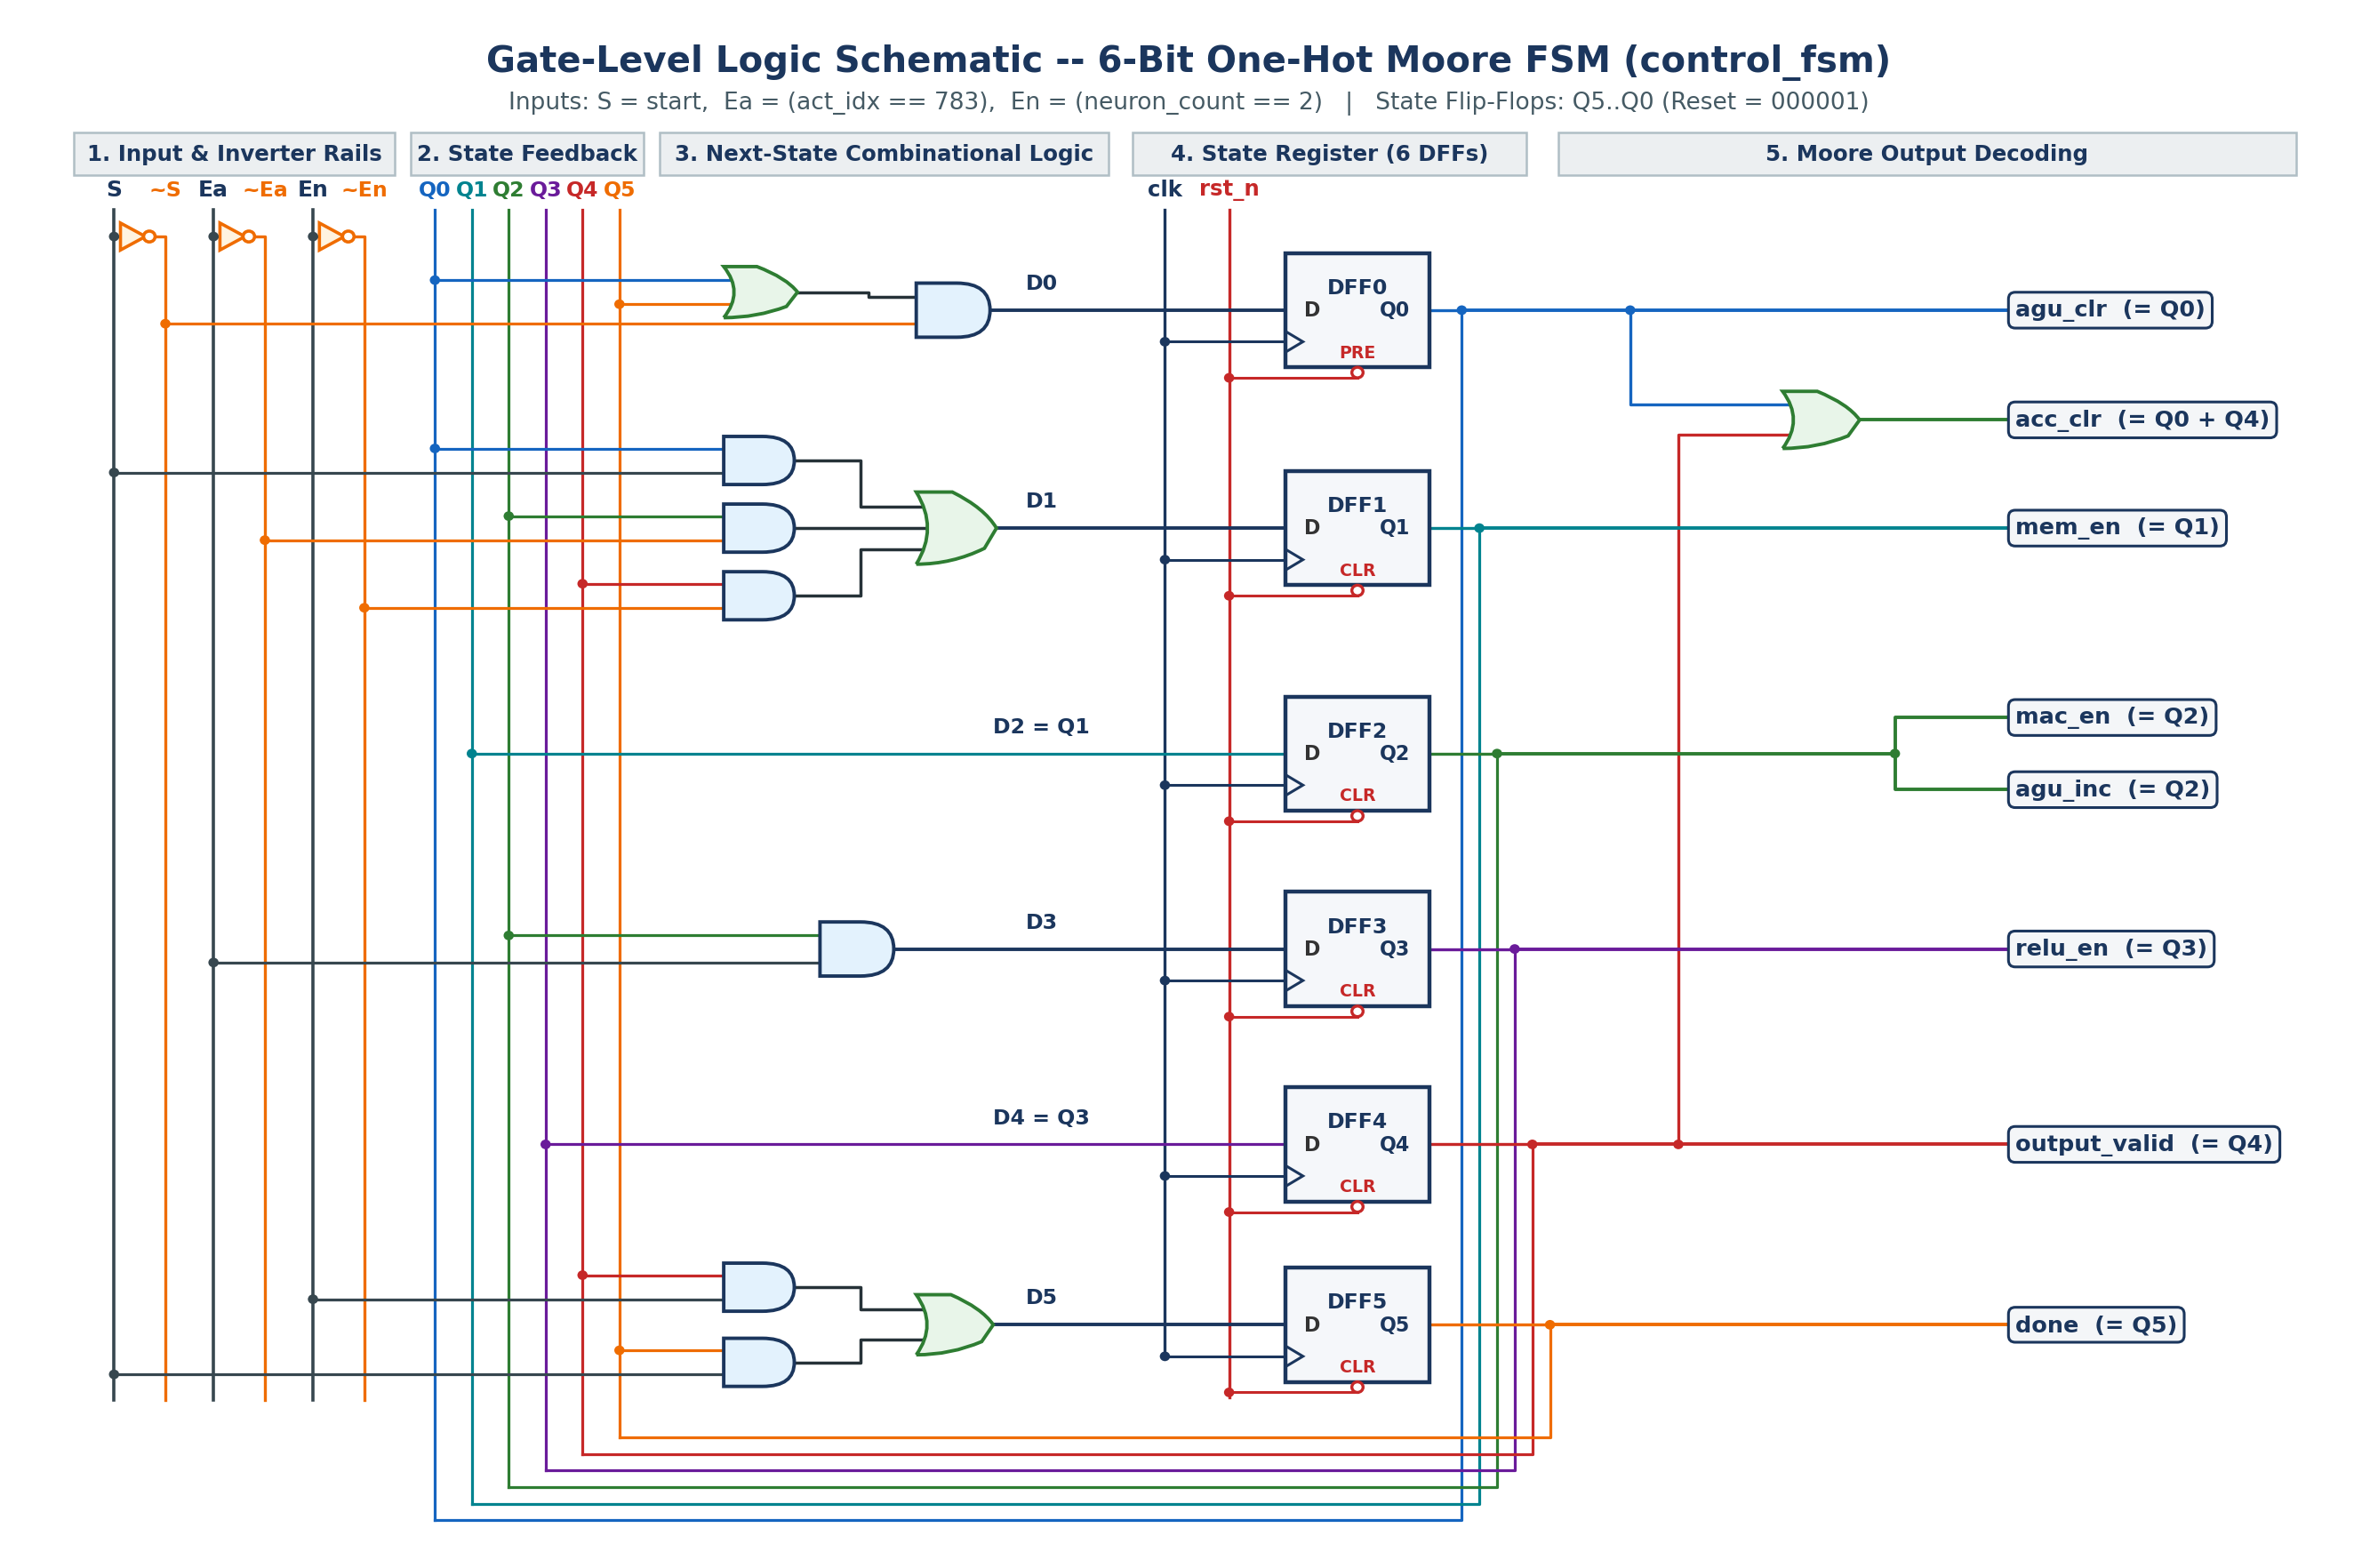 Gate-Level Logic Schematic -- 6-Bit One-Hot Moore FSM (control_fsm)
Inputs: S = start, Ea = (act_idx == 783), En = (neuron_count == 2) | State Flip-Flops: Q5..Q0 (Reset = 000001)
1. Input & Inverter Rails
2. State Feedback
3. Next-State Combinational Logic
4. State Register (6 DFFs)
5. Moore Output Decoding
S ~S Ea ~Ea En ~En
Q0 Q1 Q2 Q3 Q4 Q5
clk rst_n
D0
DFF0
D Q0
PRE
agu_clr (= Q0)
acc_clr (= Q0 + Q4)
D1
DFF1
D Q1
CLR
mem_en (= Q1)
D2 = Q1
DFF2
D Q2
CLR
mac_en (= Q2)
agu_inc (= Q2)
D3
DFF3
D Q3
CLR
relu_en (= Q3)
D4 = Q3
DFF4
D Q4
CLR
output_valid (= Q4)
D5
DFF5
D Q5
CLR
done (= Q5)